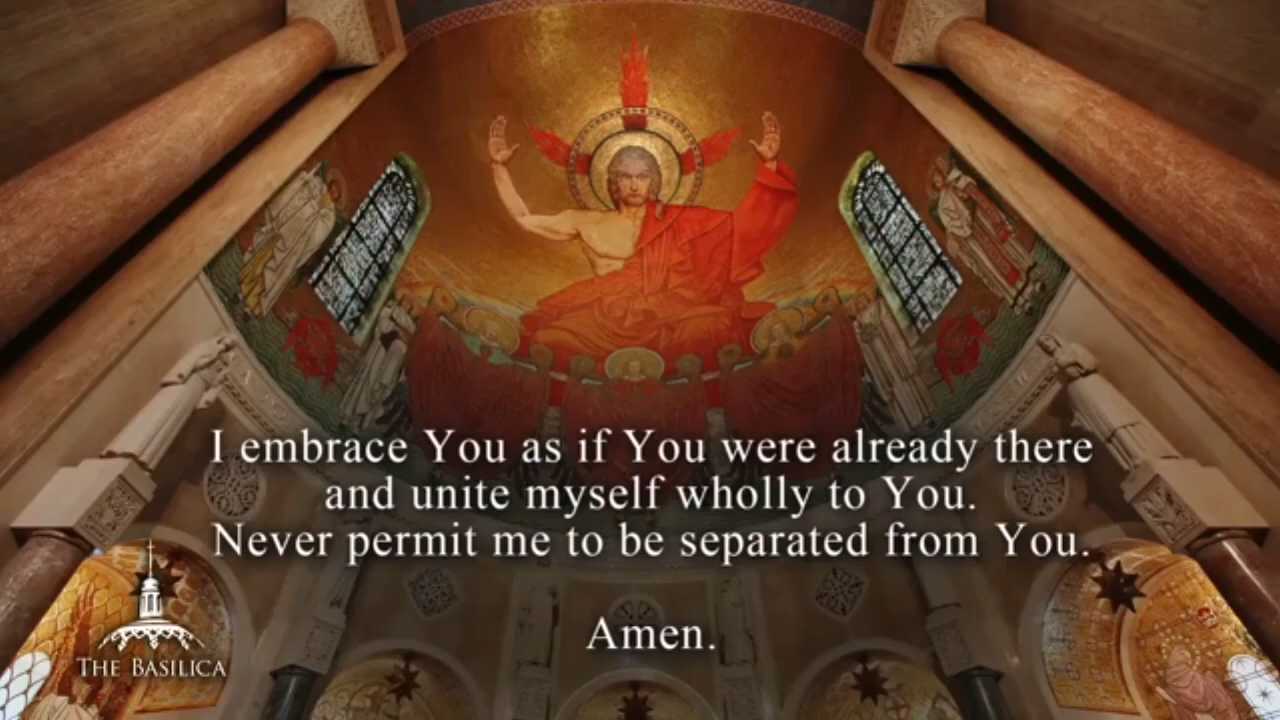 I embrace You as if You were already there
and unite myself wholly to You.
Never permit me to be separated from You.
Amen.
THE BASILICA